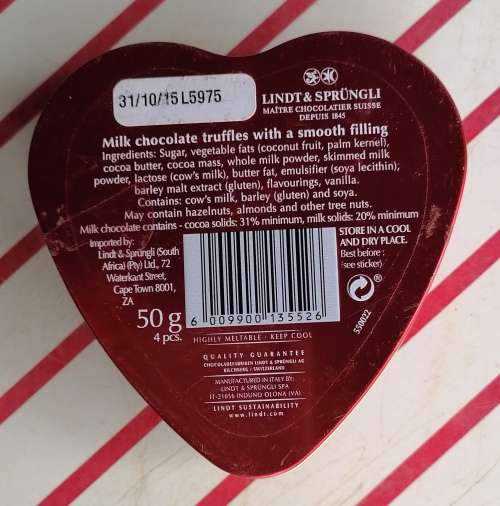 31/10/15 L5975
LINDT & SPRÜNGLI
MAÎTRE CHOCOLATIER SUISSE
DEPUIS 1845
Milk chocolate truffles with a smooth filling
Ingredients: Sugar, vegetable fats (coconut fruit, palm kernel),
cocoa butter, cocoa mass, whole milk powder, skimmed milk
powder, lactose (cow's milk), butter fat, emulsifier (soya lecithin),
barley malt extract (gluten), flavourings, vanilla.
Contains: cow's milk, barley (gluten) and soya.
May contain hazelnuts, almonds and other tree nuts.
Milk chocolate contains - cocoa solids: 31% minimum, milk solids: 20% minimum
Imported by:
Lindt & Sprüngli (South
Africa) (Pty) Ltd., 72
Waterkant Street,
Cape Town 8001,
ZA
50 g
4 pcs.
6 009900 135526
STORE IN A COOL
AND DRY PLACE.
Best before:
(see sticker)
550022
HIGHLY MELTABLE · KEEP COOL
QUALITY GUARANTEE
CHOCOLADEFABRIKEN LINDT & SPRÜNGLI AG
KILCHBERG / SWITZERLAND
MANUFACTURED IN ITALY BY:
LINDT & SPRÜNGLI SPA
IT-21056 INDUNO OLONA (VA)
LINDT SUSTAINABILITY
www.lindt.com